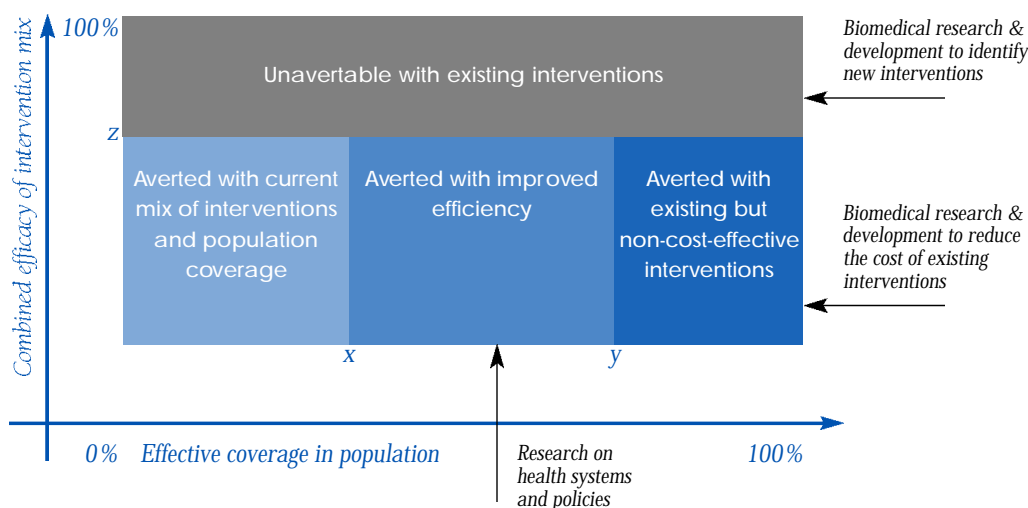 Combined efficacy of intervention mix
100%
Unavertable with existing interventions
Biomedical research &
development to identify
new interventions
z
Averted with current
mix of interventions
and population
coverage
Averted with improved
efficiency
Averted with
existing but
non-cost-effective
interventions
Biomedical research &
development to reduce
the cost of existing
interventions
x
y
0% Effective coverage in population
100%
Research on
health systems
and policies